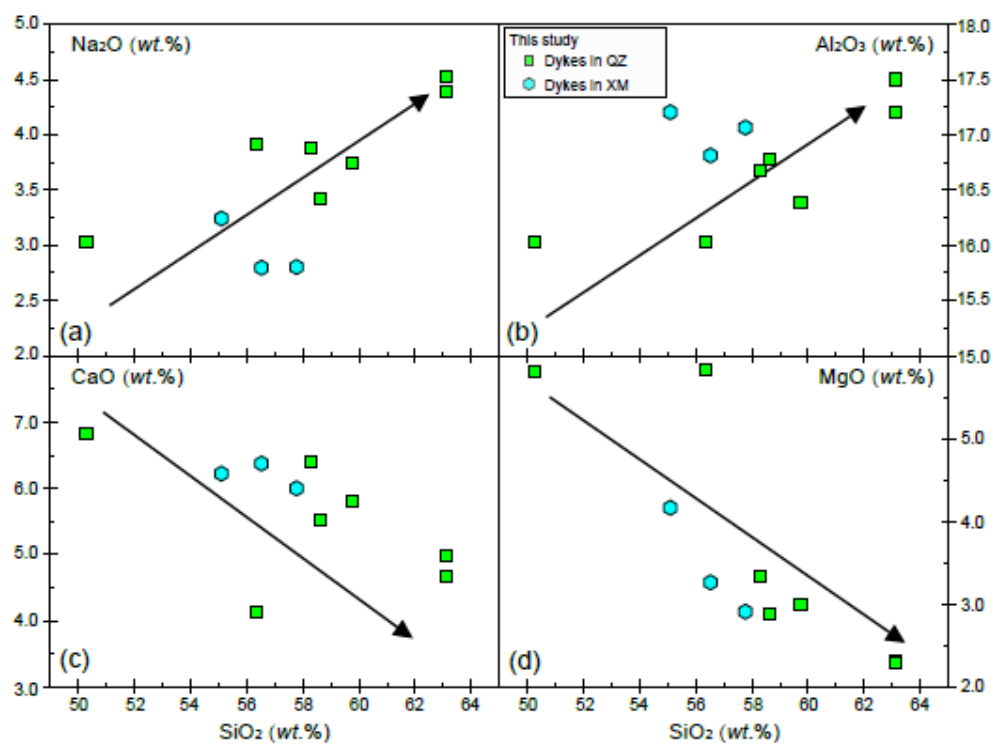 5.0
4.5
4.0
3.5
3.0
2.5
2.0
Na₂O (wt.%)
(a)
This study
Dykes in QZ
Dykes in XM
Al₂O₃ (wt.%)
(b)
18.0
17.5
17.0
16.5
16.0
15.5
15.0
CaO (wt.%)
7.0
6.0
5.0
4.0
3.0
(c)
MgO (wt.%)
(d)
5.0
4.0
3.0
2.0
50 52 54 56 58 60 62 64
50 52 54 56 58 60 62 64
SiO₂ (wt.%)
SiO₂ (wt.%)